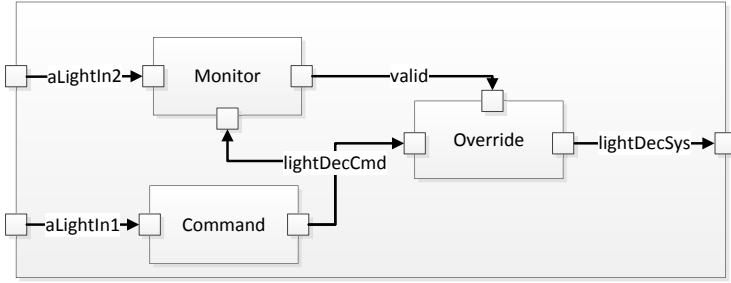 aLightIn2
Monitor
valid
Override
lightDecSys
lightDecCmd
aLightIn1
Command